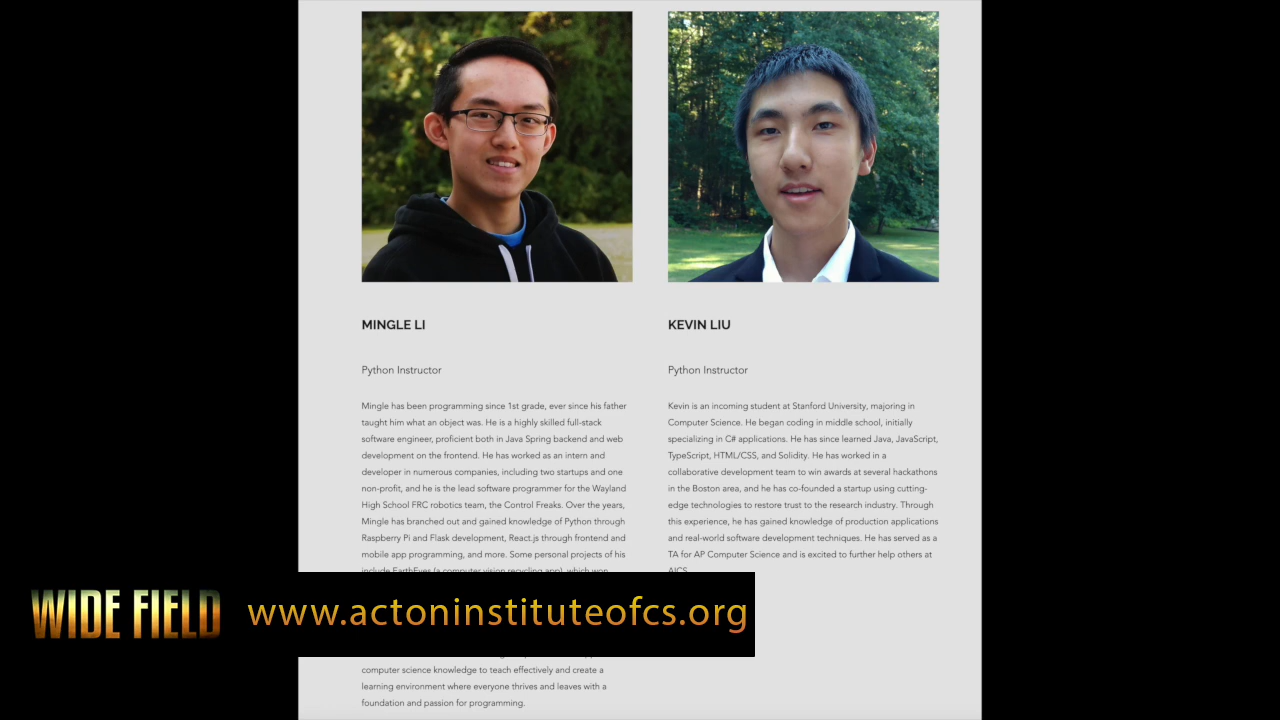 MINGLE LI
Python Instructor
Mingle has been programming since 1st grade, ever since his father
taught him what an object was. He is a highly skilled full-stack
software engineer, proficient both in Java Spring backend and web
development on the frontend. He has worked as an intern and
developer in numerous companies, including two startups and one
non-profit, and he is the lead software programmer for the Wayland
High School FRC robotics team, the Control Freaks. Over the years,
Mingle has branched out and gained knowledge of Python through
Raspberry Pi and Flask development, React.js through frontend and
mobile app programming, and more. Some personal projects of his
include EarthEyes (a computer vision recycling app), which won
computer science knowledge to teach effectively and create a
learning environment where everyone thrives and leaves with a
foundation and passion for programming.
KEVIN LIU
Python Instructor
Kevin is an incoming student at Stanford University, majoring in
Computer Science. He began coding in middle school, initially
specializing in C# applications. He has since learned Java, JavaScript,
TypeScript, HTML/CSS, and Solidity. He has worked in a
collaborative development team to win awards at several hackathons
in the Boston area, and he has co-founded a startup using cutting-
edge technologies to restore trust to the research industry. Through
this experience, he has gained knowledge of production applications
and real-world software development techniques. He has served as a
TA for AP Computer Science and is excited to further help others at
AICS.
WIDE FIELD www.actoninstituteofcs.org